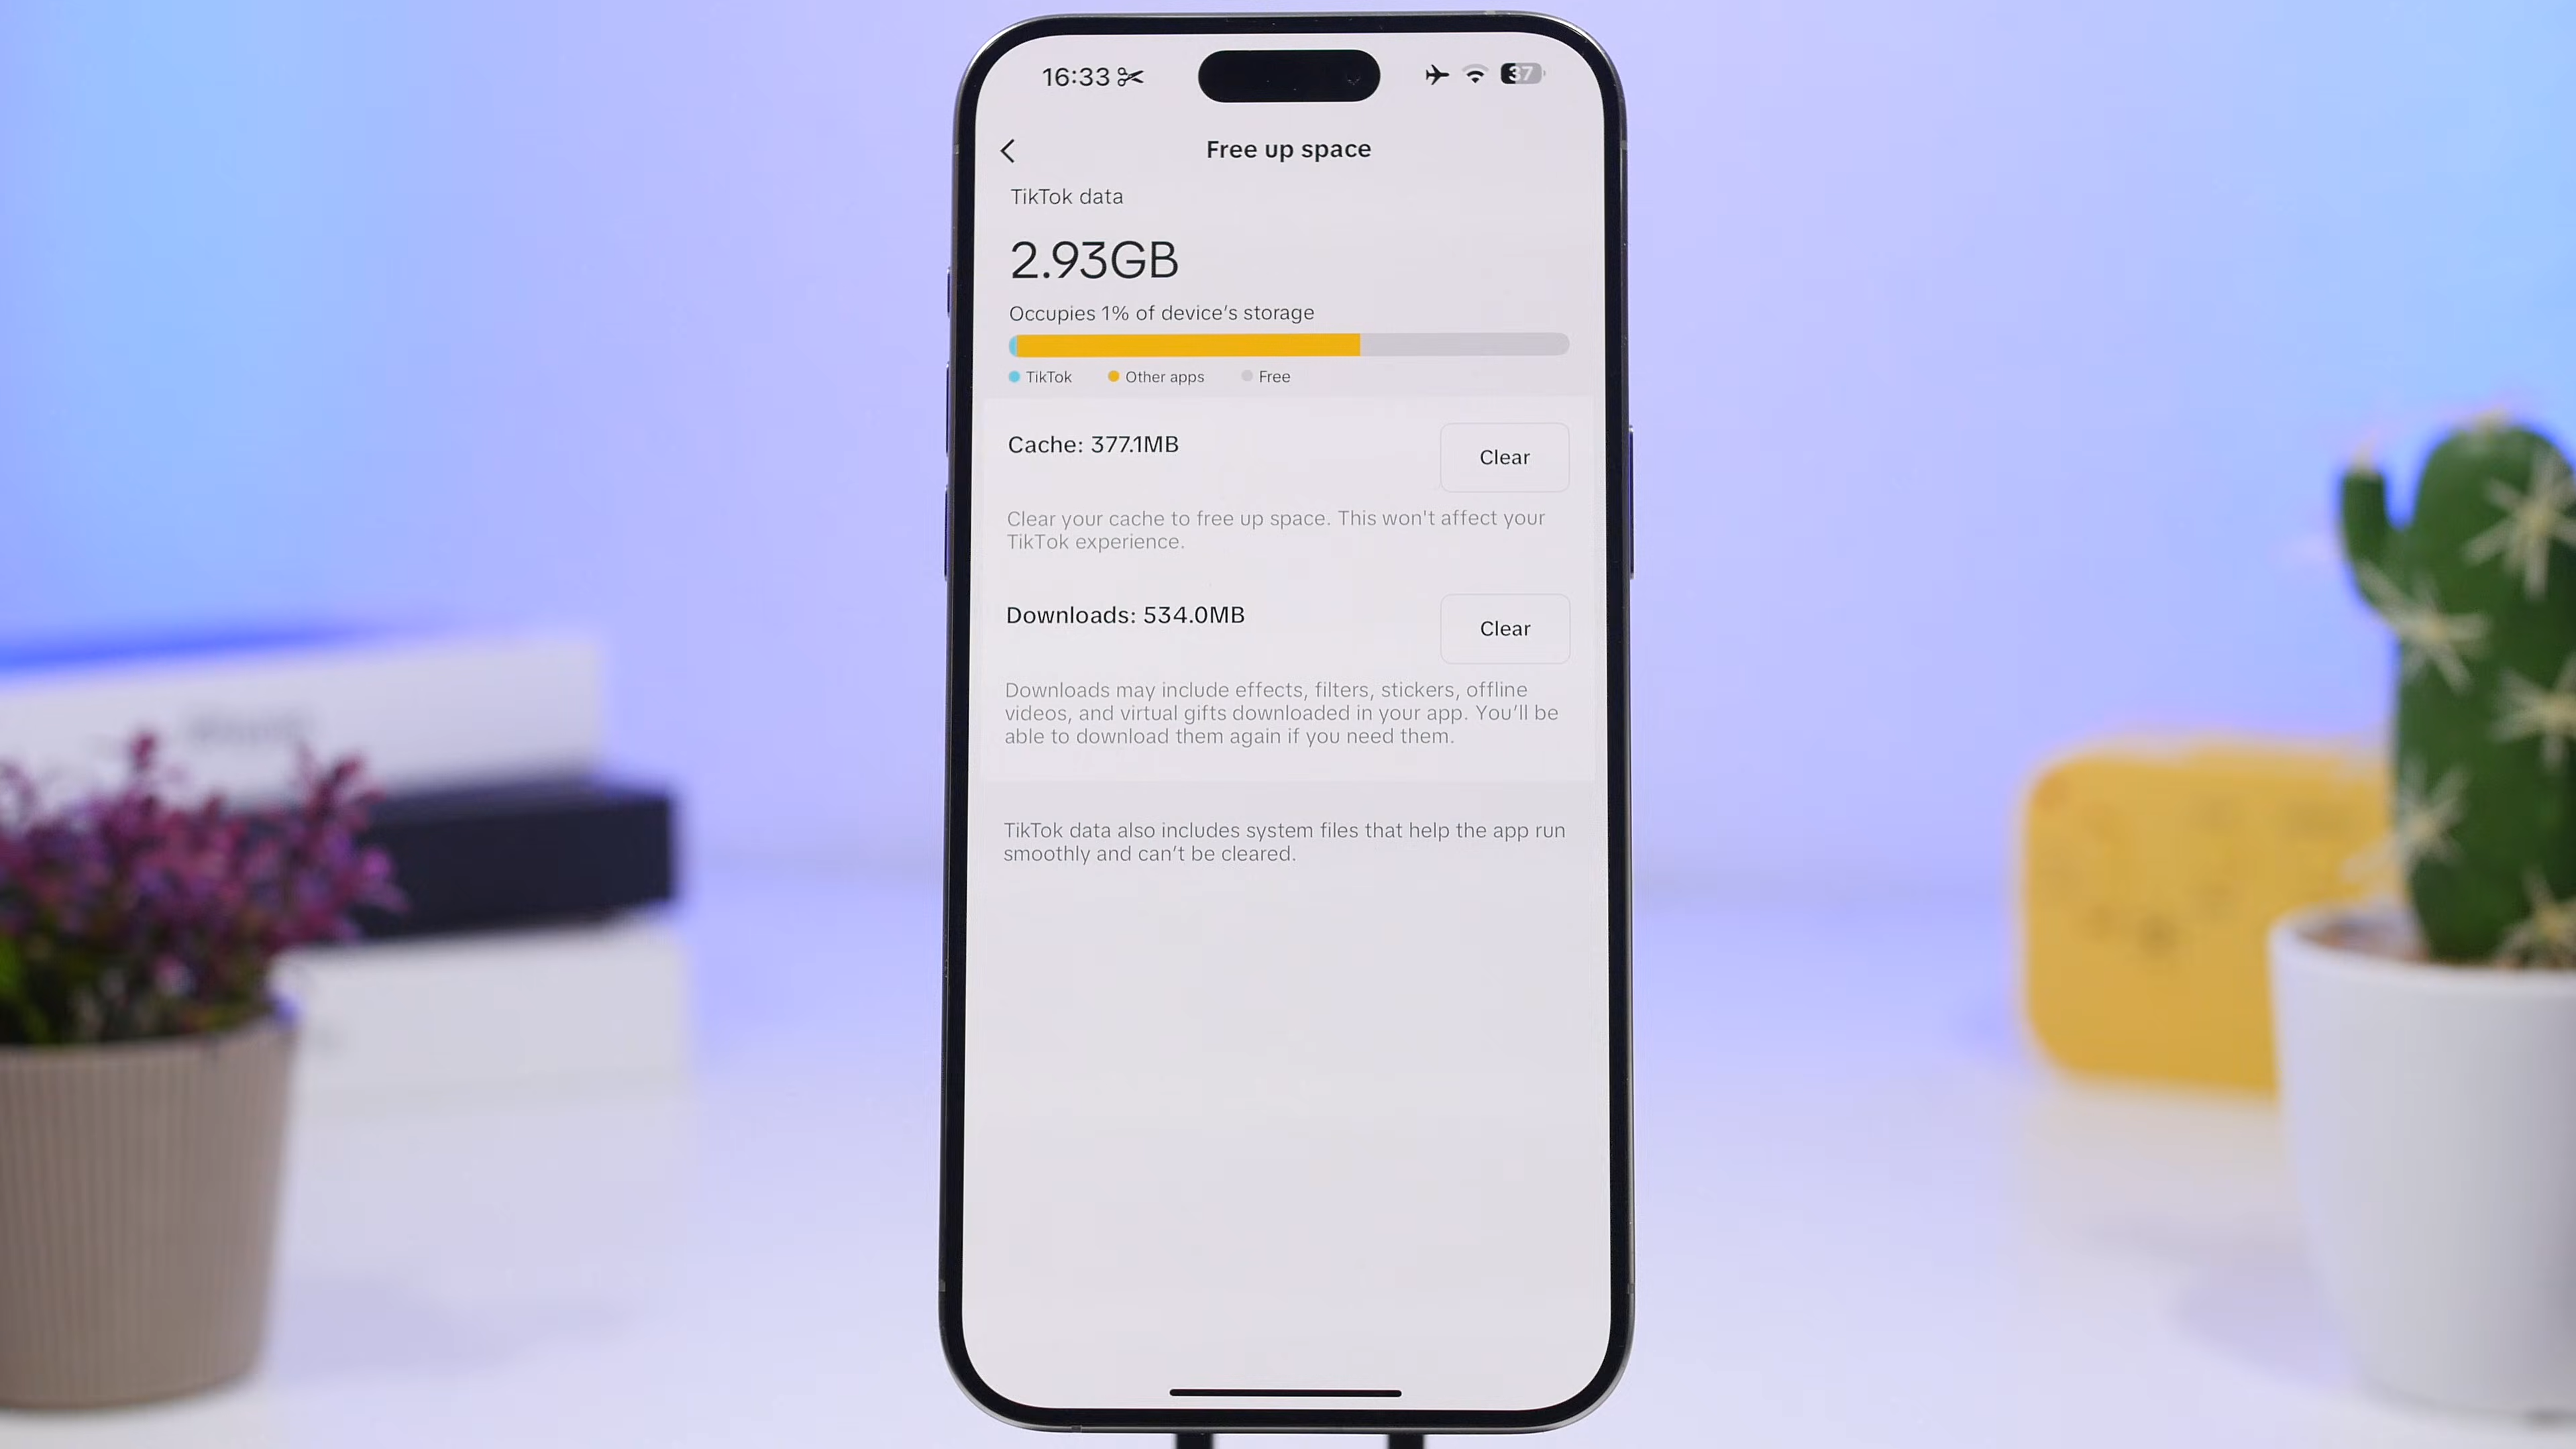 16:33
37
Free up space
TikTok data
2.93GB
Occupies 1% of device's storage
TikTok Other apps Free
Cache: 377.1MB
Clear
Clear your cache to free up space. This won't affect your
TikTok experience.
Downloads: 534.0MB
Clear
Downloads may include effects, filters, stickers, offline
videos, and virtual gifts downloaded in your app. You'll be
able to download them again if you need them.
TikTok data also includes system files that help the app run
smoothly and can't be cleared.